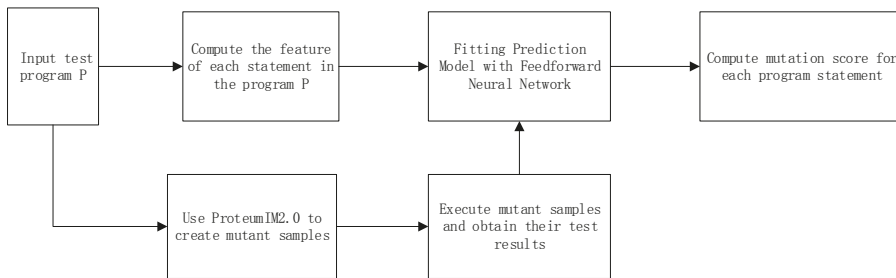 Input test
program P
Compute the feature
of each statement in
the program P
Fitting Prediction
Model with Feedforward
Neural Network
Compute mutation score for
each program statement
Use ProteumIM2.0 to
create mutant samples
Execute mutant samples
and obtain their test
results